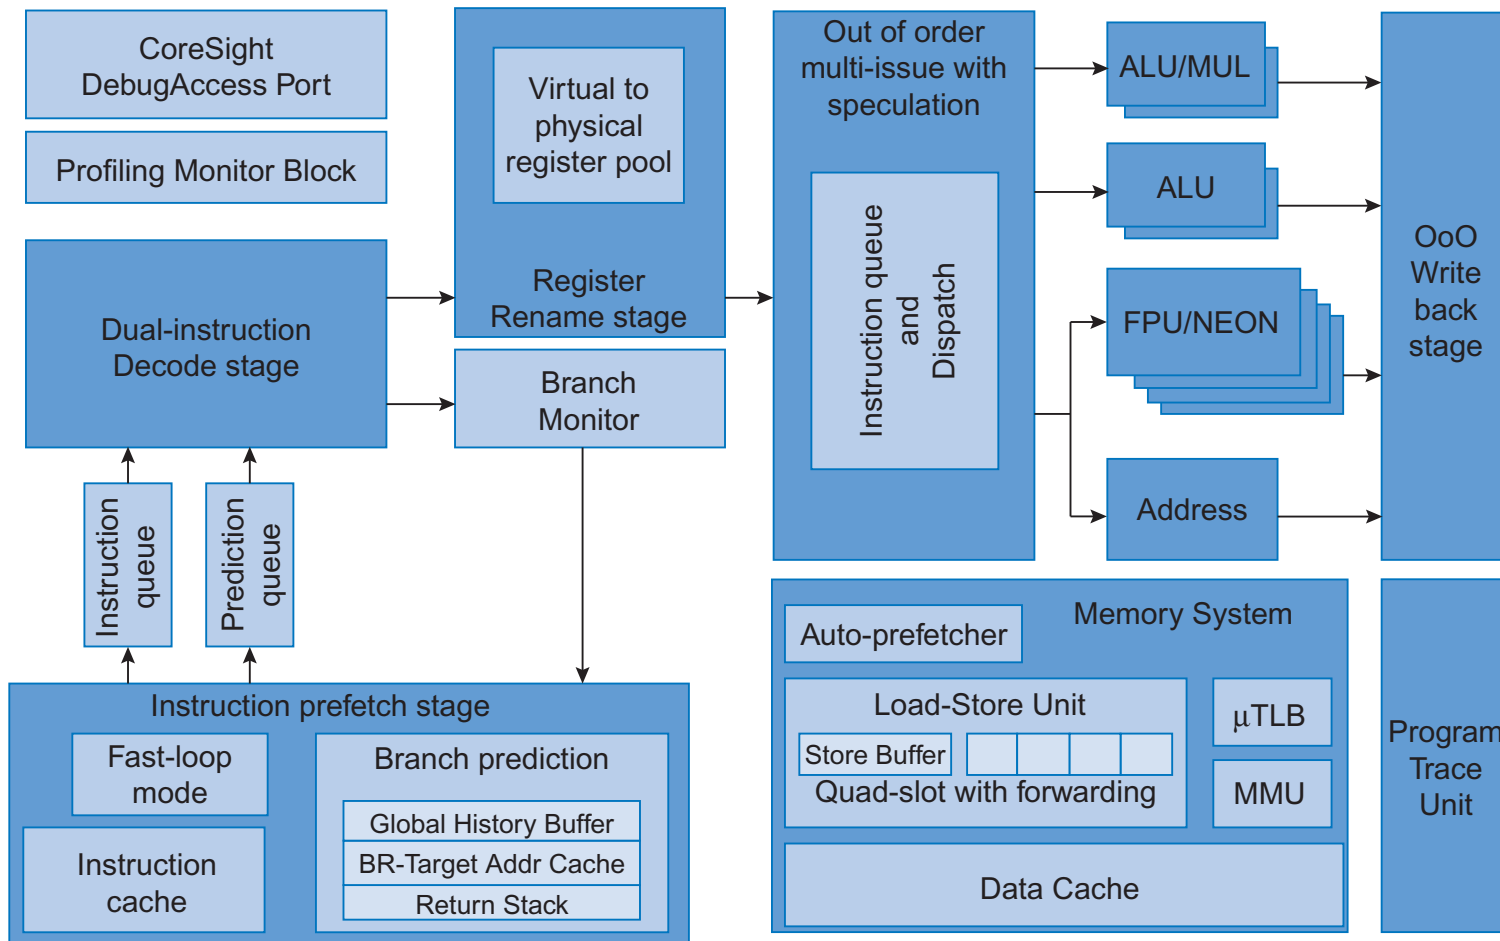 CoreSight
DebugAccess Port
Profiling Monitor Block
Dual-instruction
Decode stage
Virtual to
physical
register pool
Register
Rename stage
Branch
Monitor
Out of order
multi-issue with
speculation
Instruction queue
and
Dispatch
ALU/MUL
ALU
FPU/NEON
Address
OoO
Write
back
stage
Instruction
queue
Prediction
queue
Instruction prefetch stage
Fast-loop
mode
Instruction
cache
Branch prediction
Global History Buffer
BR-Target Addr Cache
Return Stack
Memory System
Auto-prefetcher
Load-Store Unit
Store Buffer
Quad-slot with forwarding
μTLB
MMU
Data Cache
Program
Trace
Unit